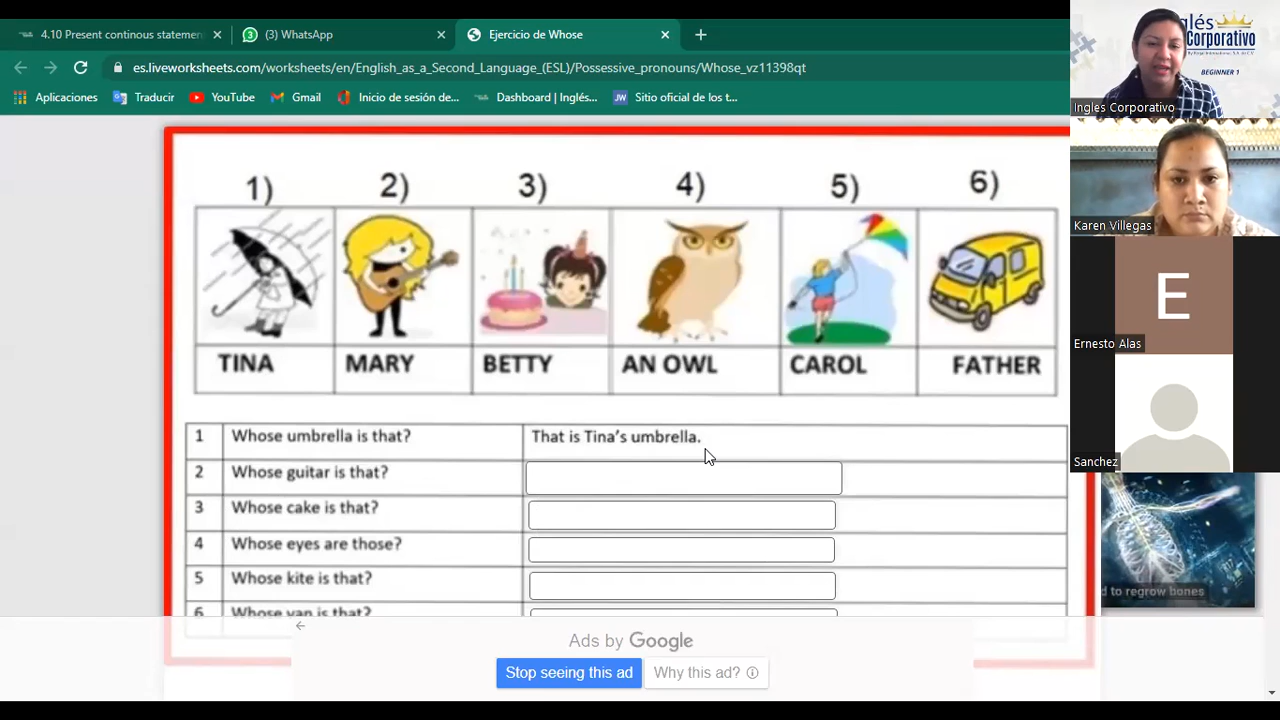 4.10 Present continous statemen
(3) WhatsApp
Ejercicio de Whose
es.liveworksheets.com/worksheets/en/English_as_a_Second_Language_(ESL)/Possessive_pronouns/Whose_vz11398qt
Aplicaciones
Traducir
YouTube
Gmail
Inicio de sesión de...
Dashboard | Inglés...
Sitio oficial de los t...
1) 2) 3) 4) 5) 6)
TINA MARY BETTY AN OWL CAROL FATHER
1 Whose umbrella is that? That is Tina's umbrella.
2 Whose guitar is that?
3 Whose cake is that?
4 Whose eyes are those?
5 Whose kite is that?
6 Whose van is that?
Ads by Google
Stop seeing this ad
Why this ad?
glés
Corporativo
BEGINNER 1
Ingles Corporativo
Karen Villegas
E
Ernesto Alas
Sanchez
d to regrow bones